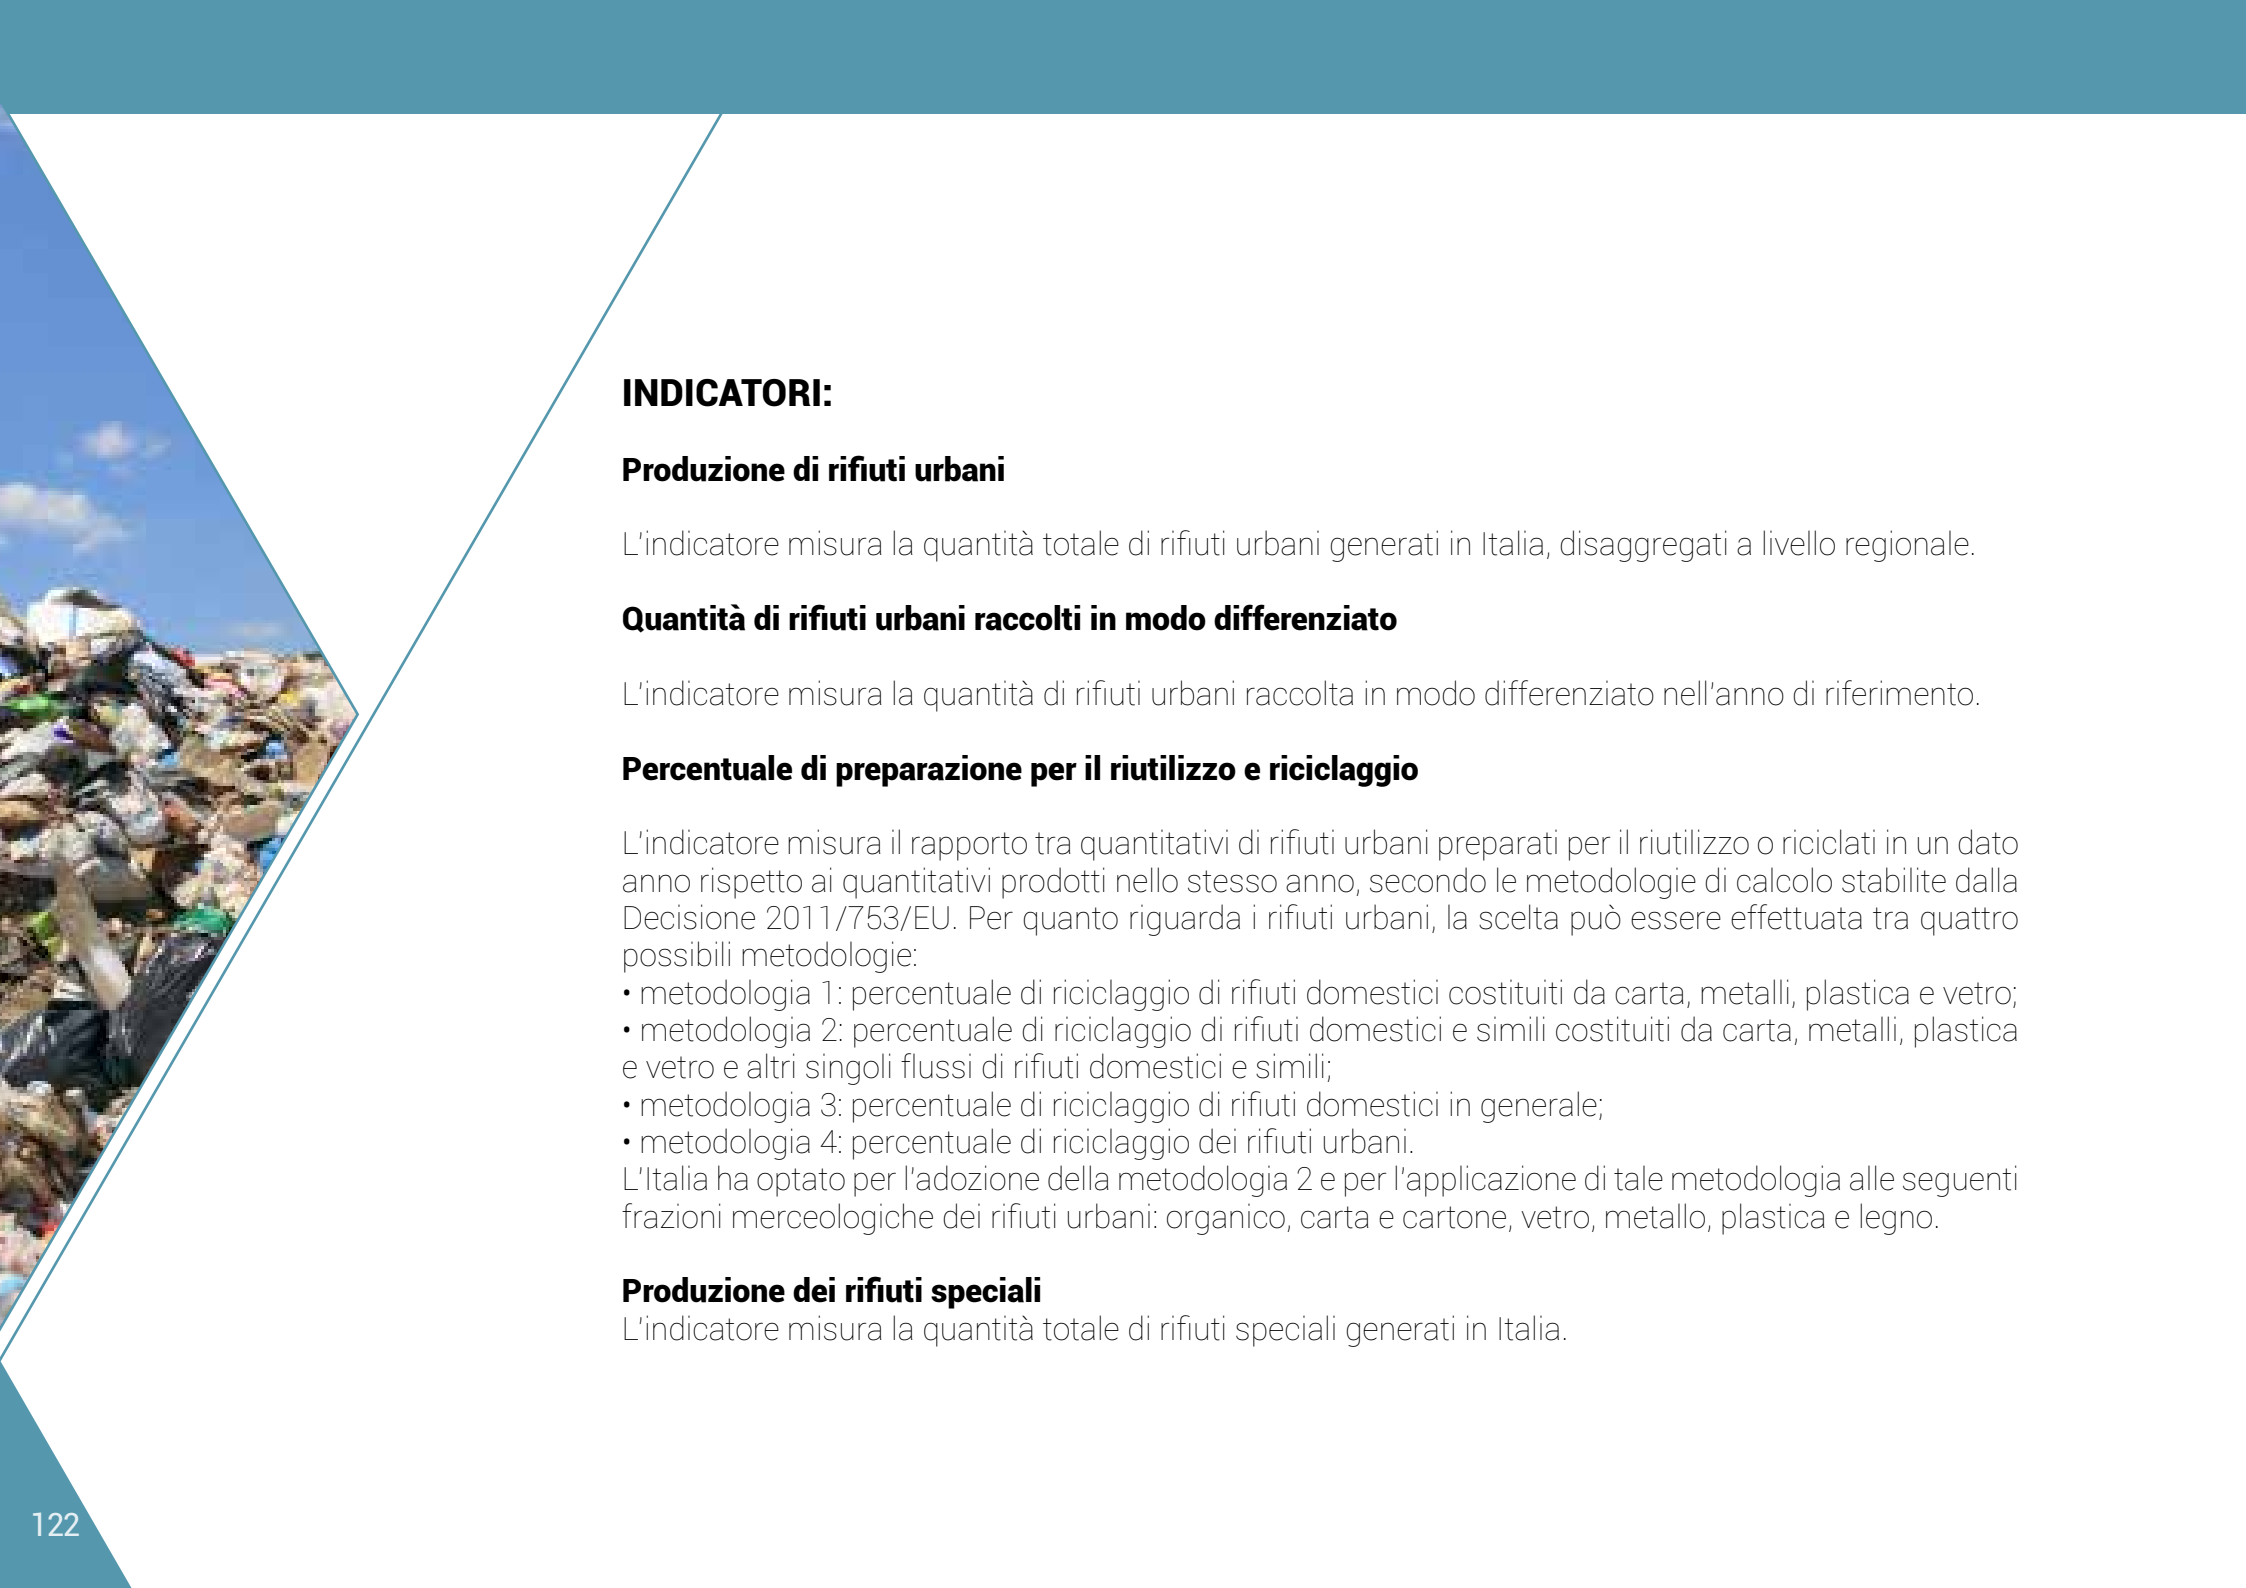 INDICATORI:
Produzione di rifiuti urbani
L'indicatore misura la quantità totale di rifiuti urbani generati in Italia, disaggregati a livello regionale.
Quantità di rifiuti urbani raccolti in modo differenziato
L'indicatore misura la quantità di rifiuti urbani raccolta in modo differenziato nell'anno di riferimento.
Percentuale di preparazione per il riutilizzo e riciclaggio
L'indicatore misura il rapporto tra quantitativi di rifiuti urbani preparati per il riutilizzo o riciclati in un dato
anno rispetto ai quantitativi prodotti nello stesso anno, secondo le metodologie di calcolo stabilite dalla
Decisione 2011/753/EU. Per quanto riguarda i rifiuti urbani, la scelta può essere effettuata tra quattro
possibili metodologie:
• metodologia 1: percentuale di riciclaggio di rifiuti domestici costituiti da carta, metalli, plastica e vetro;
• metodologia 2: percentuale di riciclaggio di rifiuti domestici e simili costituiti da carta, metalli, plastica
e vetro e altri singoli flussi di rifiuti domestici e simili;
• metodologia 3: percentuale di riciclaggio di rifiuti domestici in generale;
• metodologia 4: percentuale di riciclaggio dei rifiuti urbani.
L'Italia ha optato per l'adozione della metodologia 2 e per l'applicazione di tale metodologia alle seguenti
frazioni merceologiche dei rifiuti urbani: organico, carta e cartone, vetro, metallo, plastica e legno.
Produzione dei rifiuti speciali
L'indicatore misura la quantità totale di rifiuti speciali generati in Italia.
122